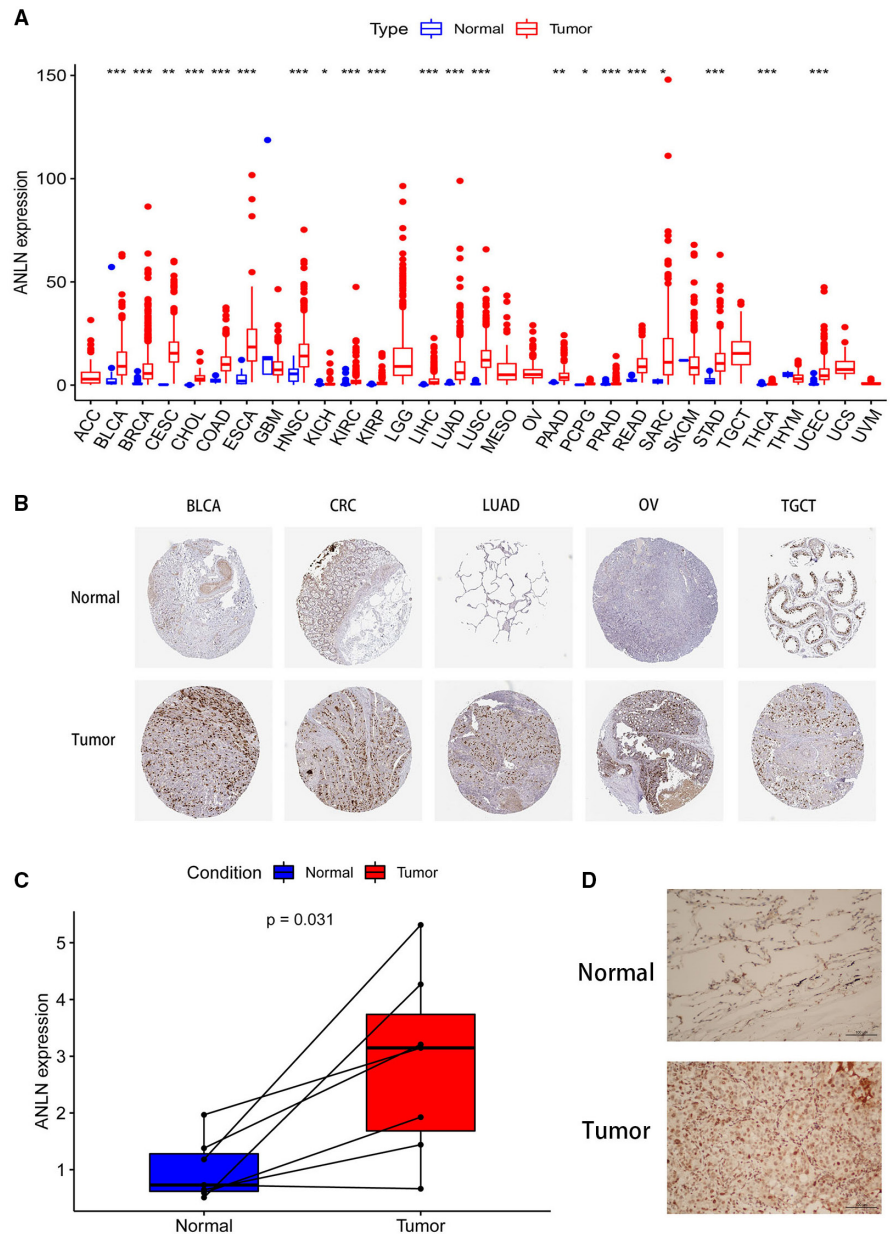 A
Type Normal Tumor
*** *** ** *** *** *** *** * *** *** *** *** *** ** * *** *** * *** *** ***
150
100
50
0
ANLN expression
ACC BLCA BRCA CESC CHOL COAD ESCA GBM HNSC KICH KIRC KIRP LGG LIHC LUAD LUSC MESO OV PAAD PCPG PRAD READ SARC SKCM STAD TGCT THCA THYM UCEC UCS UVM
B
BLCA CRC LUAD OV TGCT
Normal
Tumor
C
Condition Normal Tumor
p = 0.031
5
4
3
2
1
ANLN expression
Normal Tumor
D
Normal
Tumor